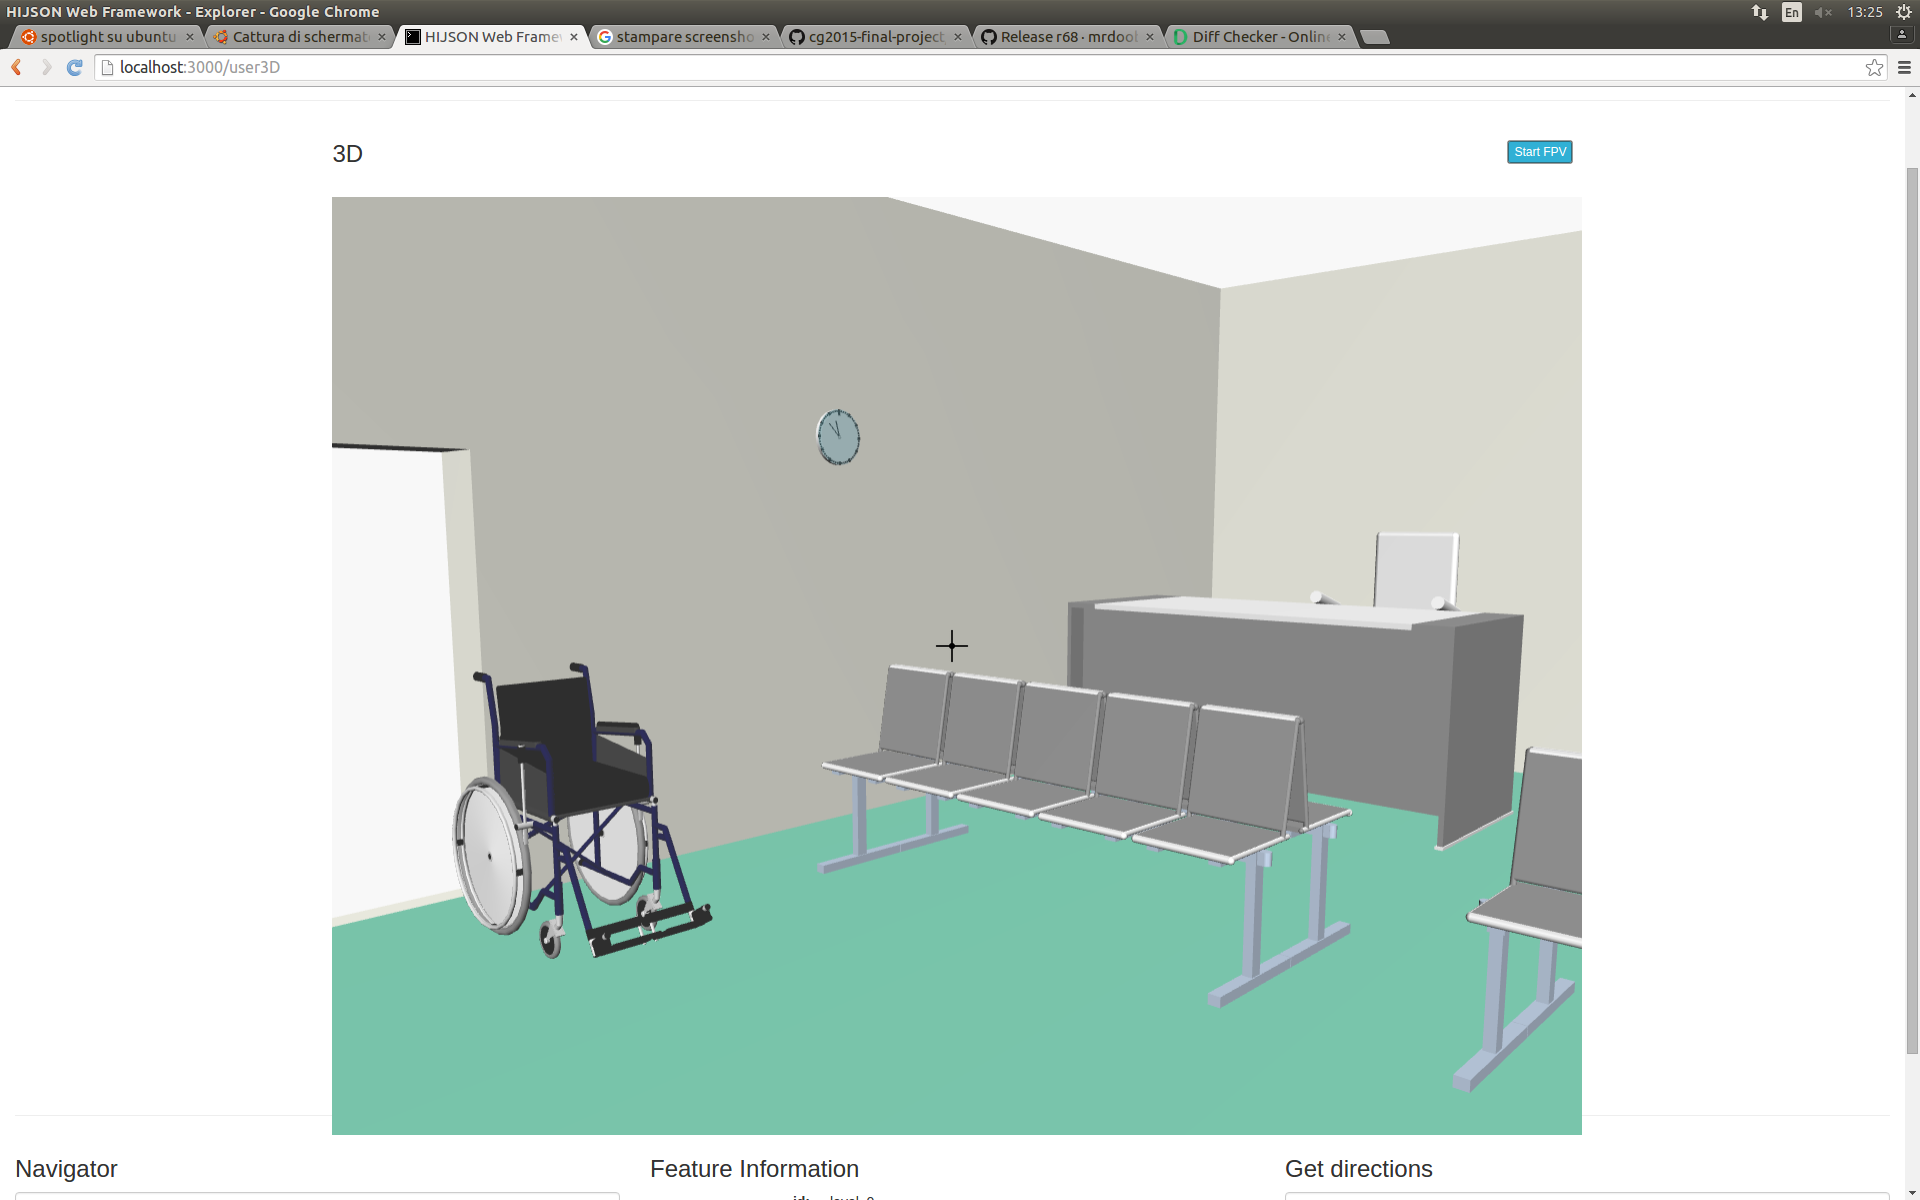 HIJSON Web Framework - Explorer - Google Chrome
En
13:25
spotlight su ubuntu
Cattura di schermat
HIJSON Web Frame
stampare screensho
cg2015-final-project
Release r68 · mrdoob
Diff Checker - Online
localhost:3000/user3D
3D
Start FPV
Navigator
Feature Information
Get directions